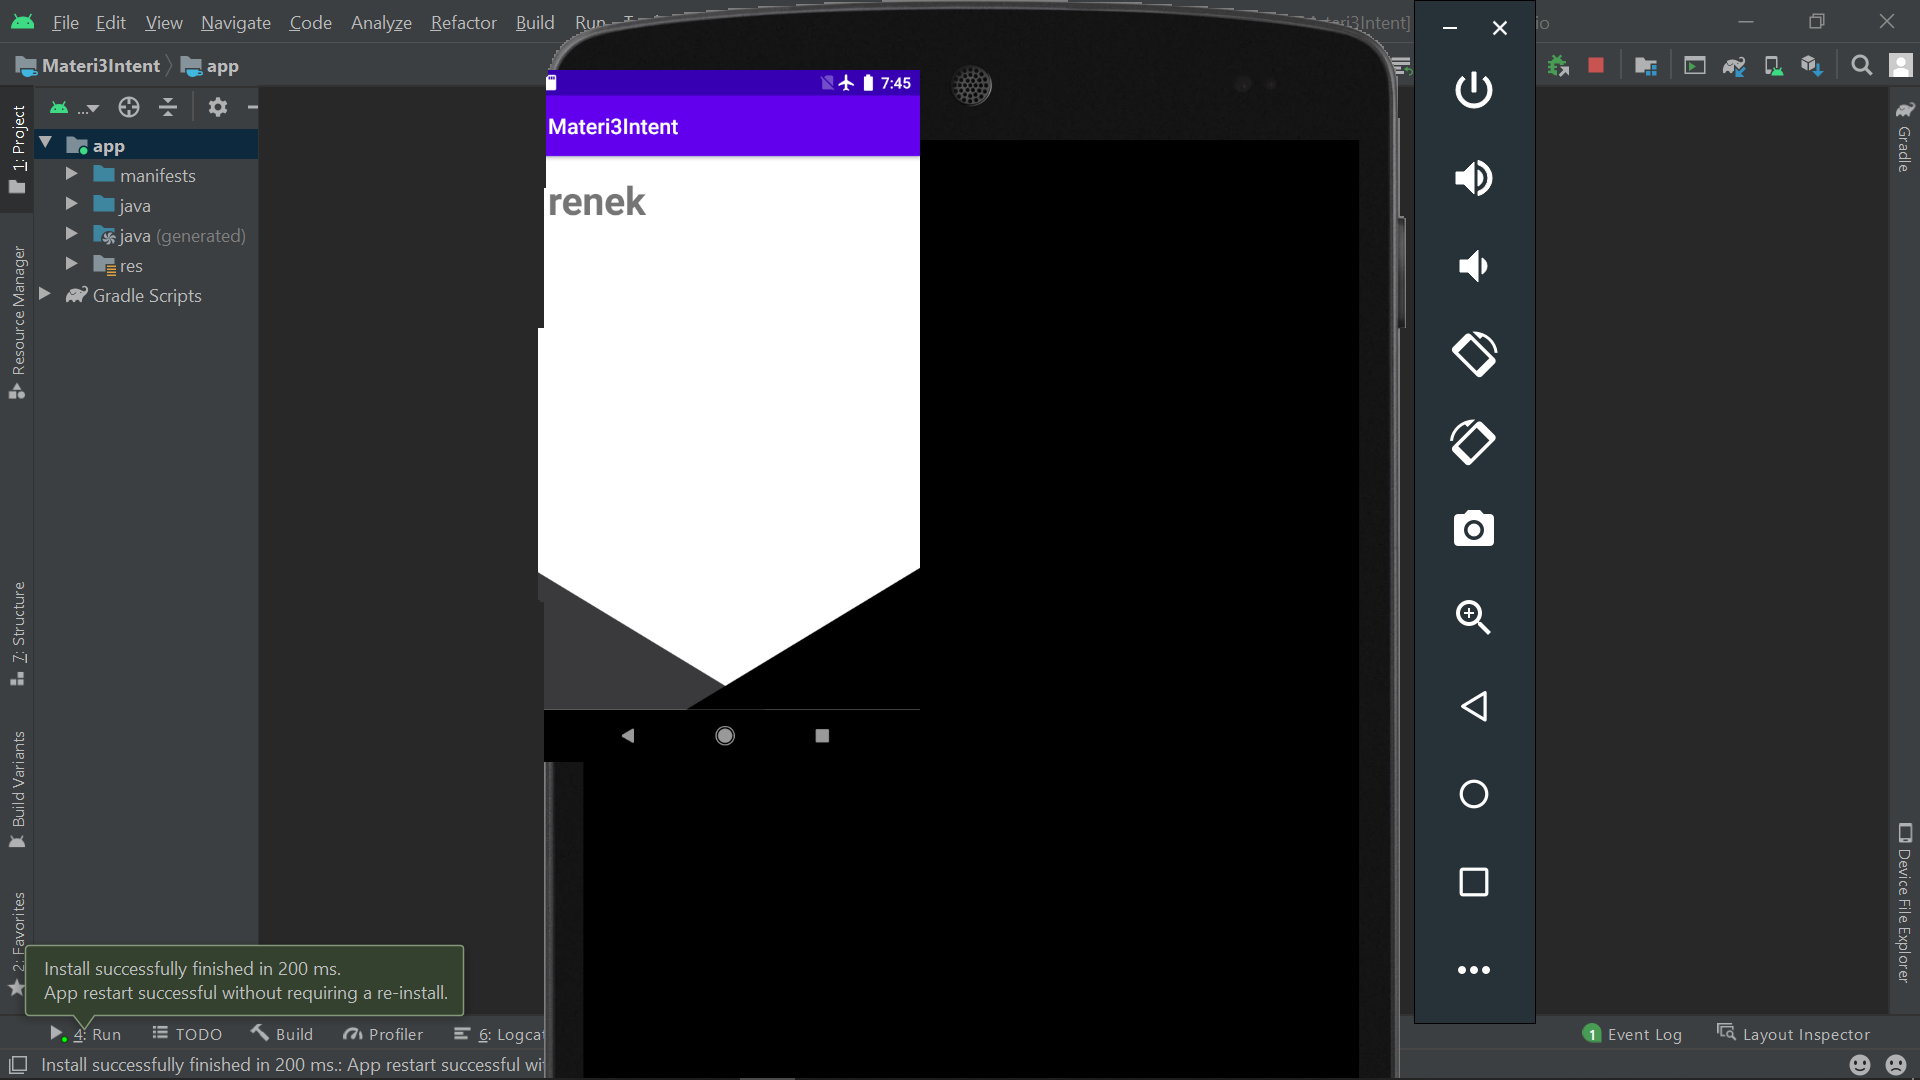 File Edit View Navigate Code Analyze Refactor Build Run
Materi3Intent app
1: Project
...
app
manifests
java
java (generated)
res
Gradle Scripts
Resource Manager
7: Structure
Build Variants
2: Favorites
7:45
Materi3Intent
renek
Gradle
Device File Explorer
Install successfully finished in 200 ms.
App restart successful without requiring a re-install.
4: Run TODO Build Profiler 6: Logcat
1 Event Log Layout Inspector
Install successfully finished in 200 ms.: App restart successful wi